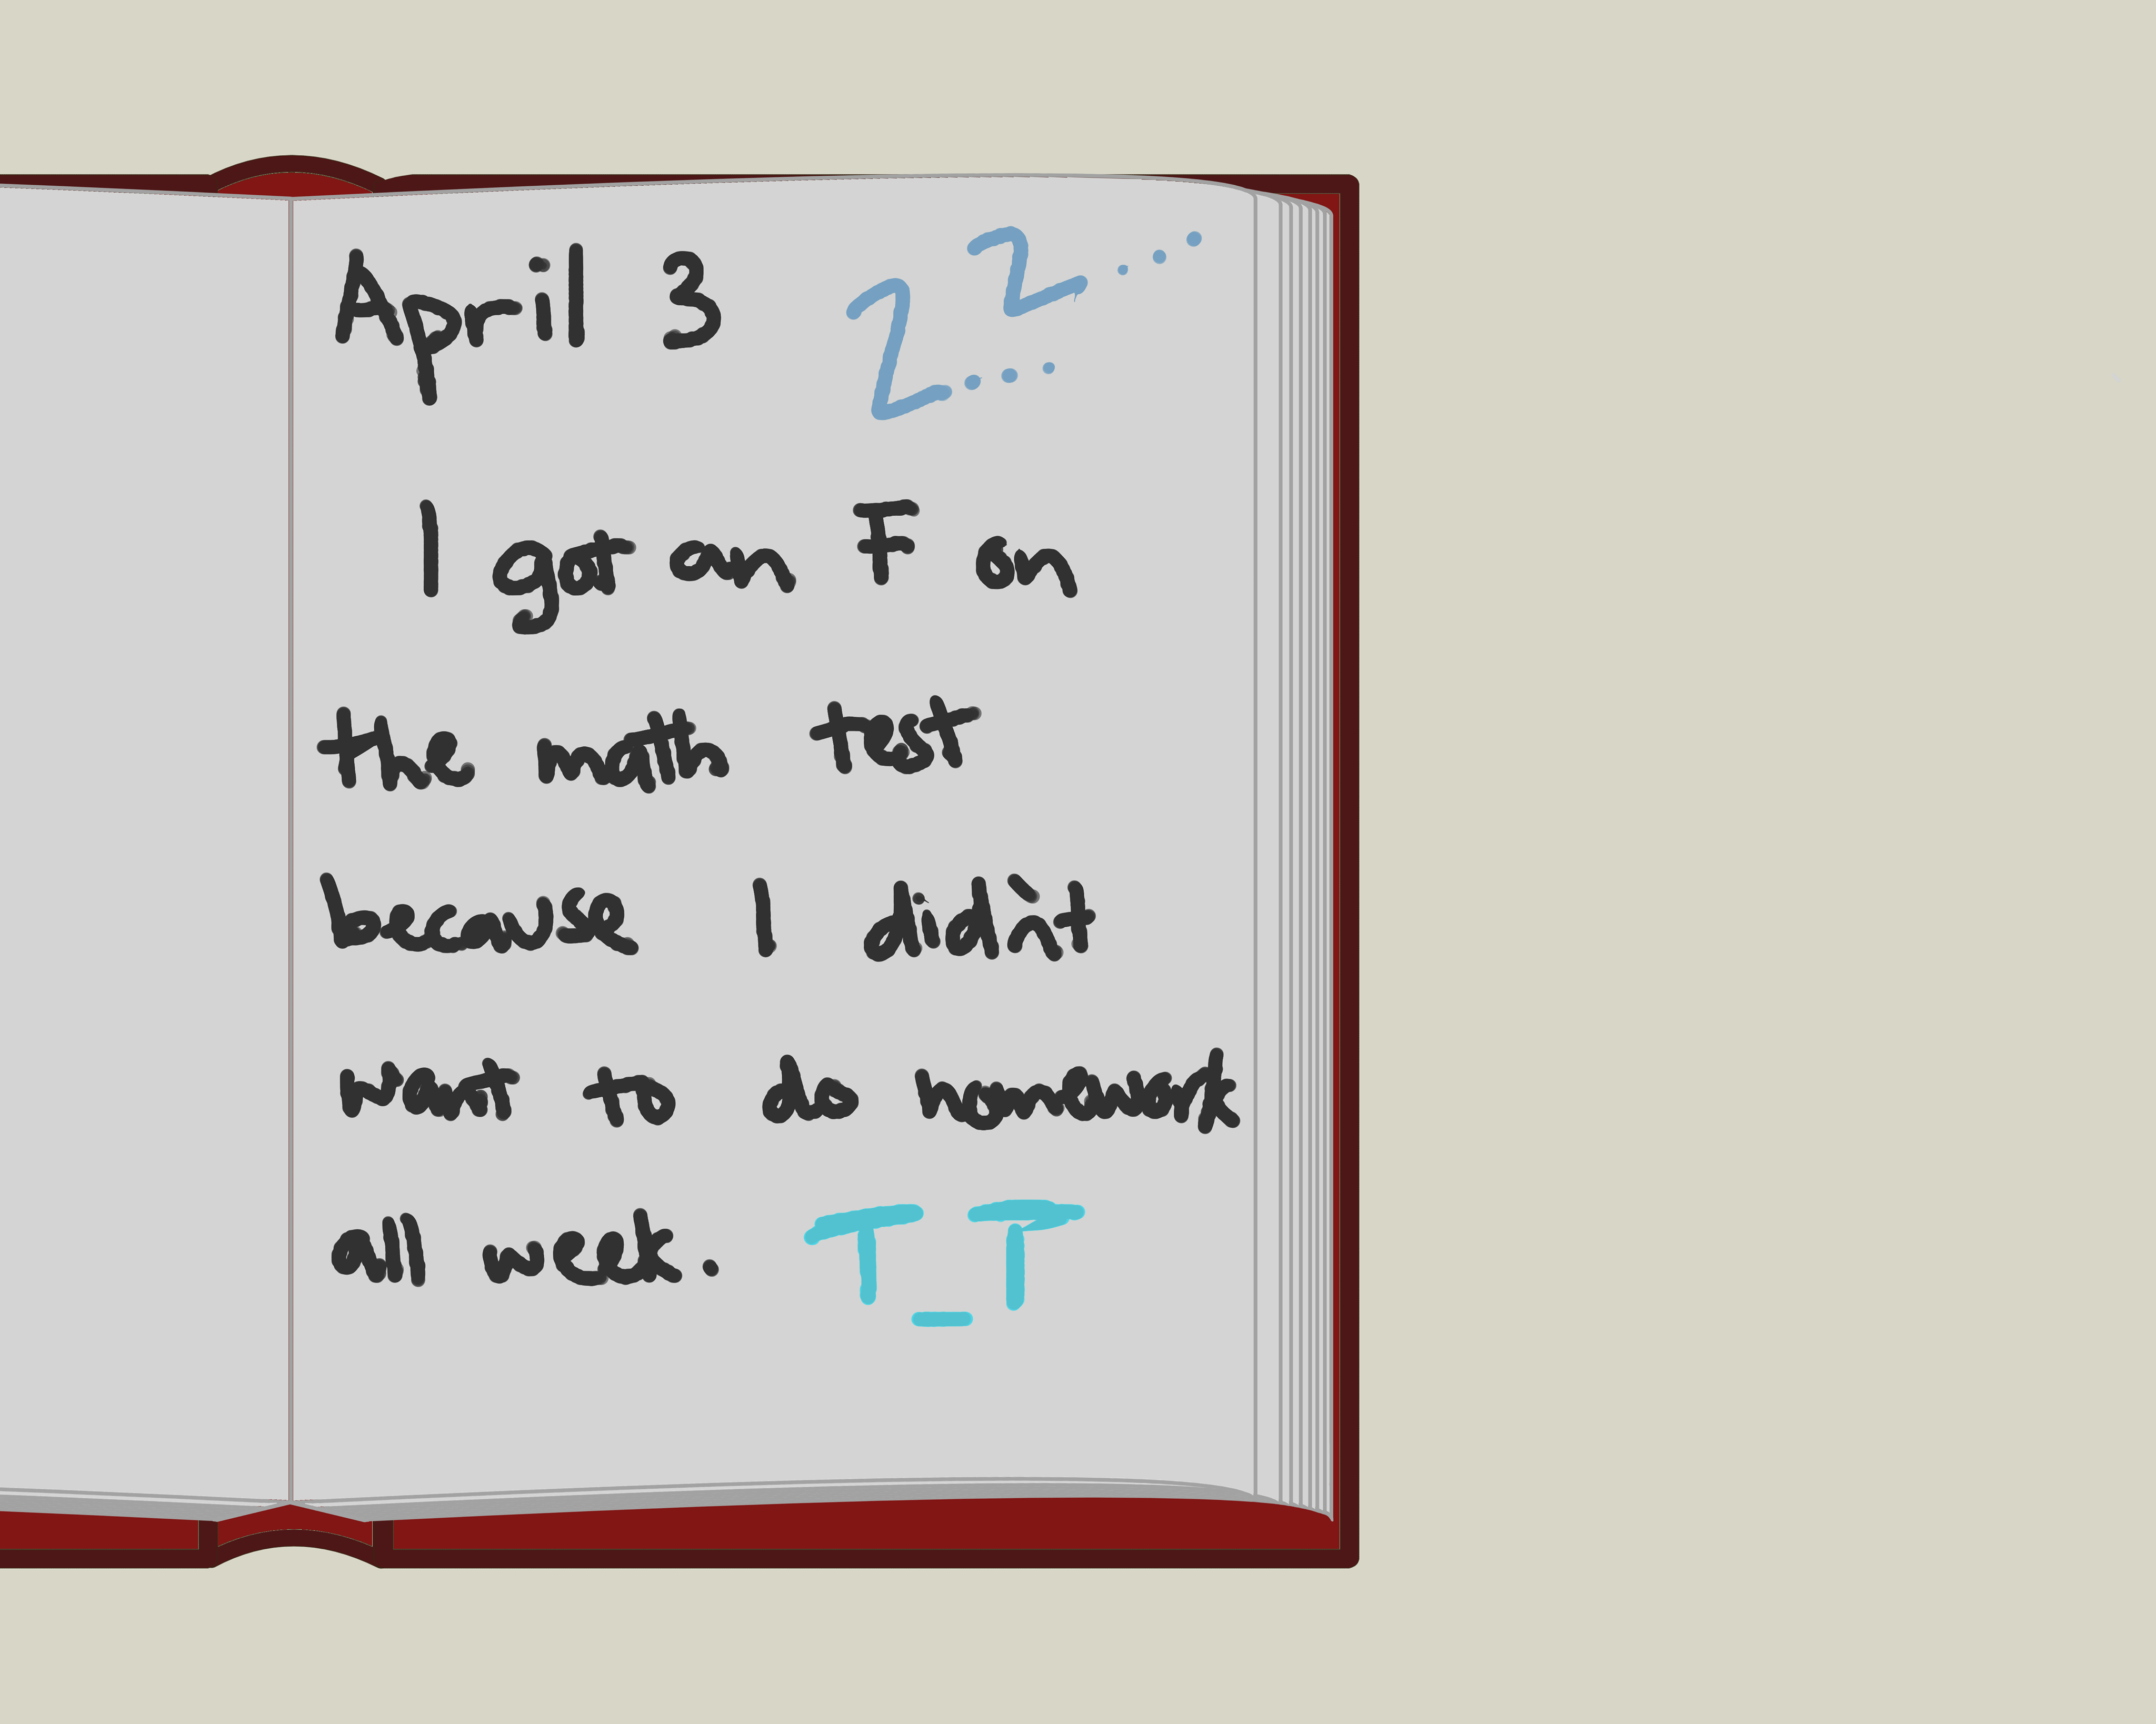 April 3 Z... Z...
I got an F on
the math test
because I didn't
want to do homework
all week. T_T